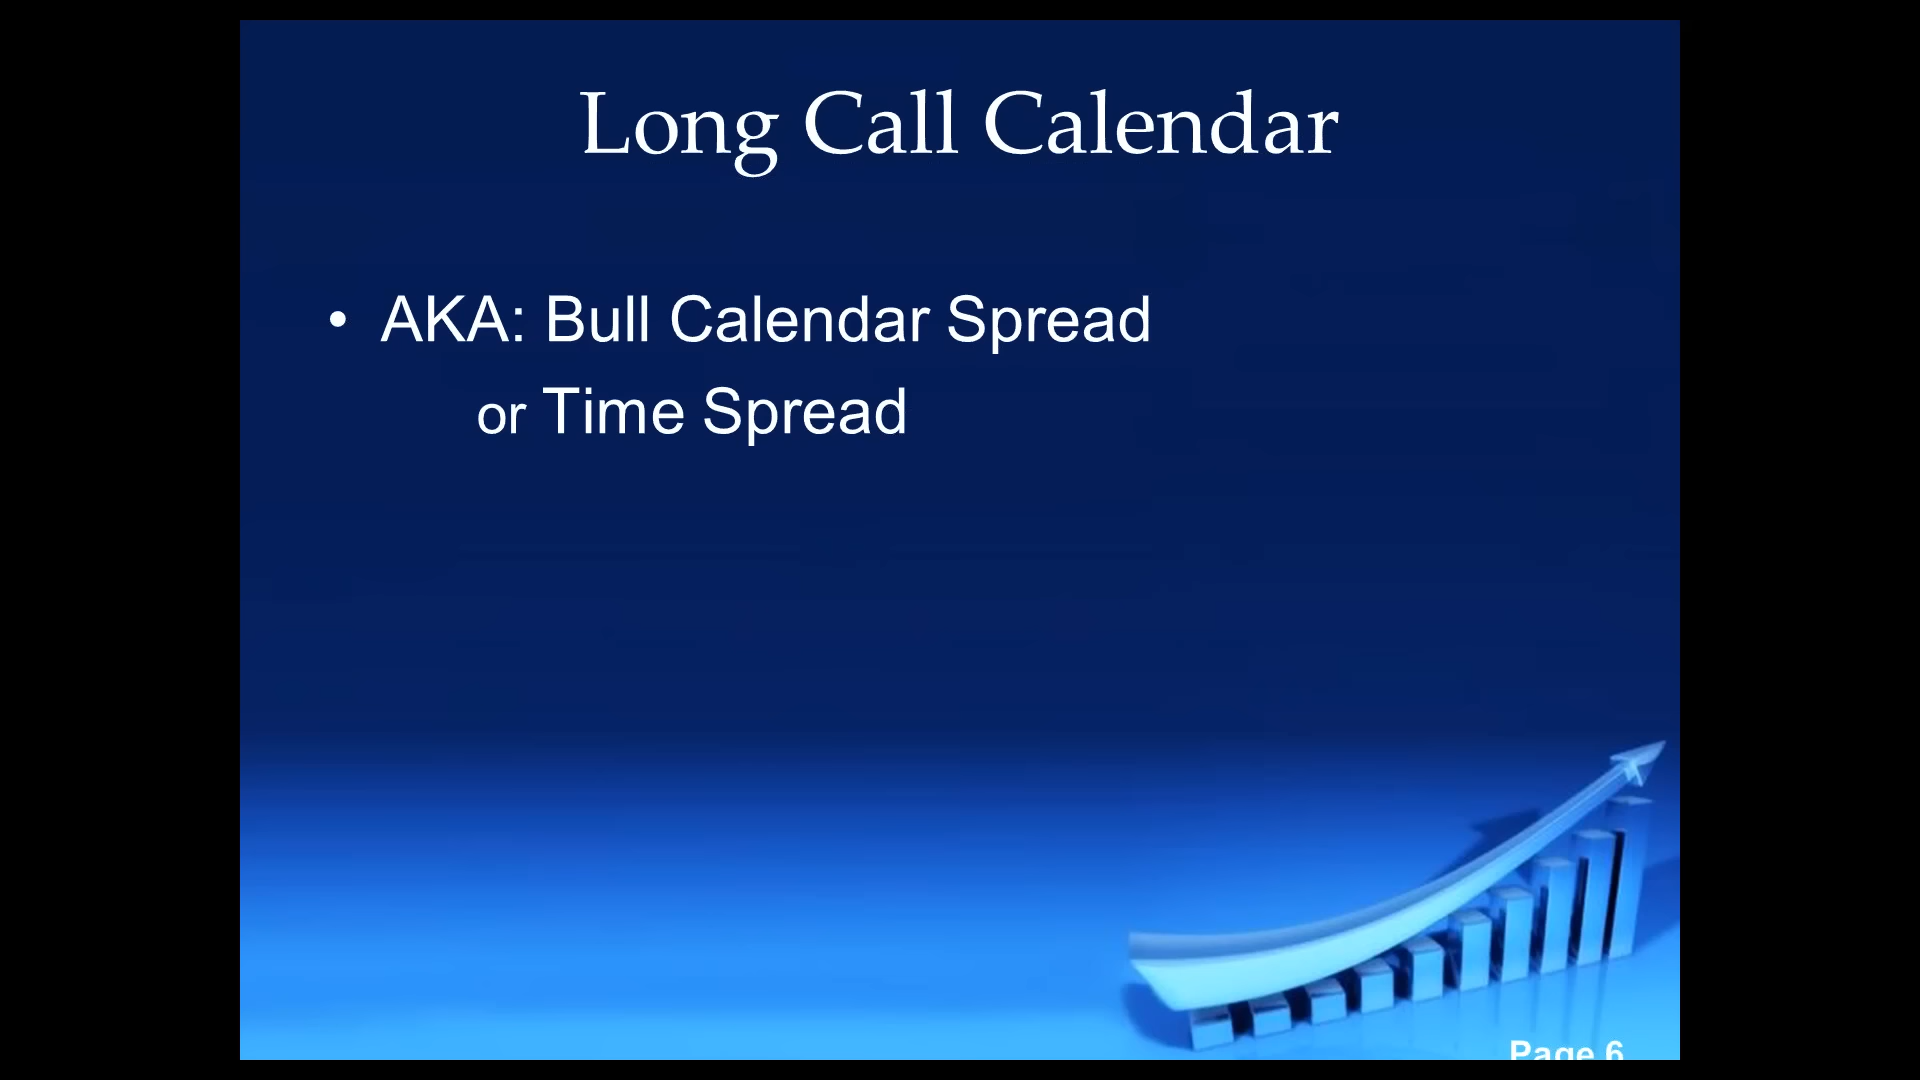 Long Call Calendar
• AKA: Bull Calendar Spread
or Time Spread
Page 6